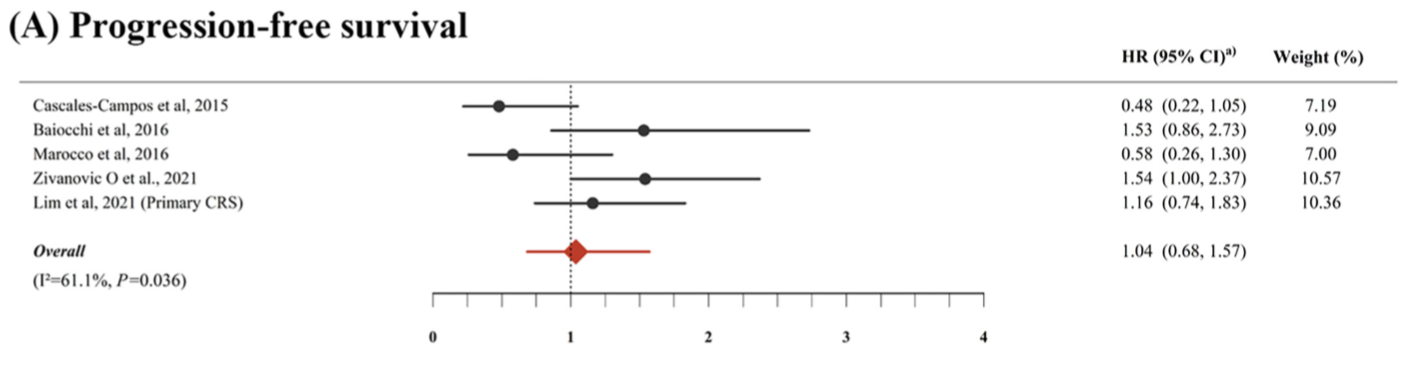 (A) Progression-free survival
HR (95% CI)a) Weight (%)
Cascales-Campos et al, 2015 0.48 (0.22, 1.05) 7.19
Baiocchi et al, 2016 1.53 (0.86, 2.73) 9.09
Marocco et al, 2016 0.58 (0.26, 1.30) 7.00
Zivanovic O et al., 2021 1.54 (1.00, 2.37) 10.57
Lim et al, 2021 (Primary CRS) 1.16 (0.74, 1.83) 10.36
Overall 1.04 (0.68, 1.57)
(I²=61.1%, P=0.036)
0 1 2 3 4